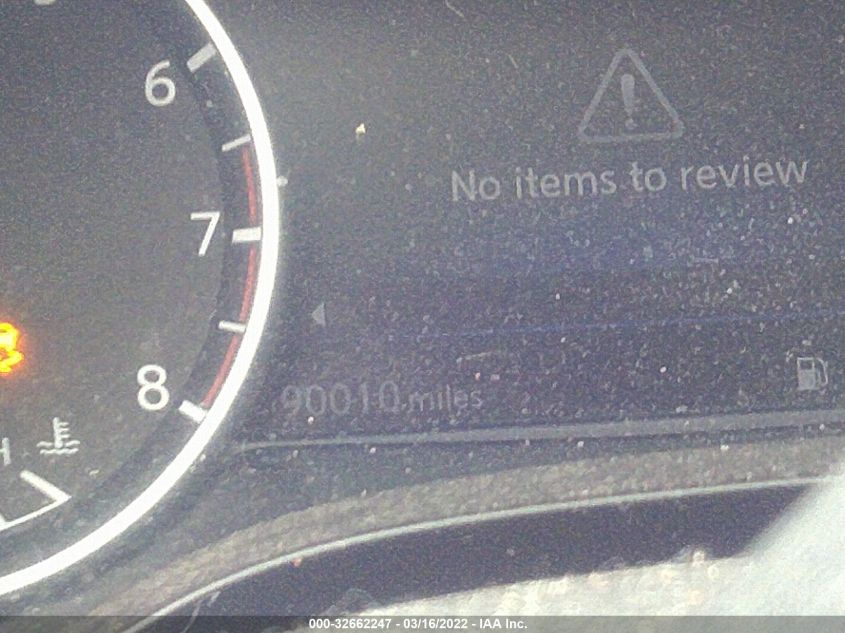 6
No items to review
7
8
90010 miles
H
000-32662247 - 03/16/2022 - IAA Inc.